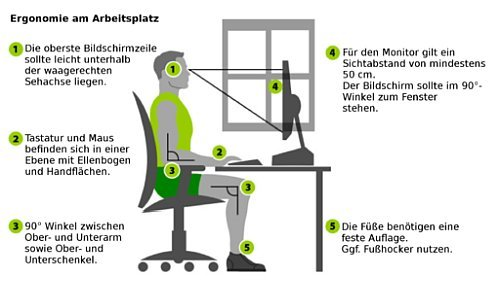 Ergonomie am Arbeitsplatz
1 Die oberste Bildschirmzeile
sollte leicht unterhalb
der waagerechten
Sehachse liegen.
2 Tastatur und Maus
befinden sich in einer
Ebene mit Ellenbogen
und Handflächen.
3 90° Winkel zwischen
Ober- und Unterarm
sowie Ober- und
Unterschenkel.
4 Für den Monitor gilt ein
Sichtabstand von mindestens
50 cm.
Der Bildschirm sollte im 90°-
Winkel zum Fenster
stehen.
5 Die Füße benötigen eine
feste Auflage.
Ggf. Fußhocker nutzen.
1
4
2
3
3
5